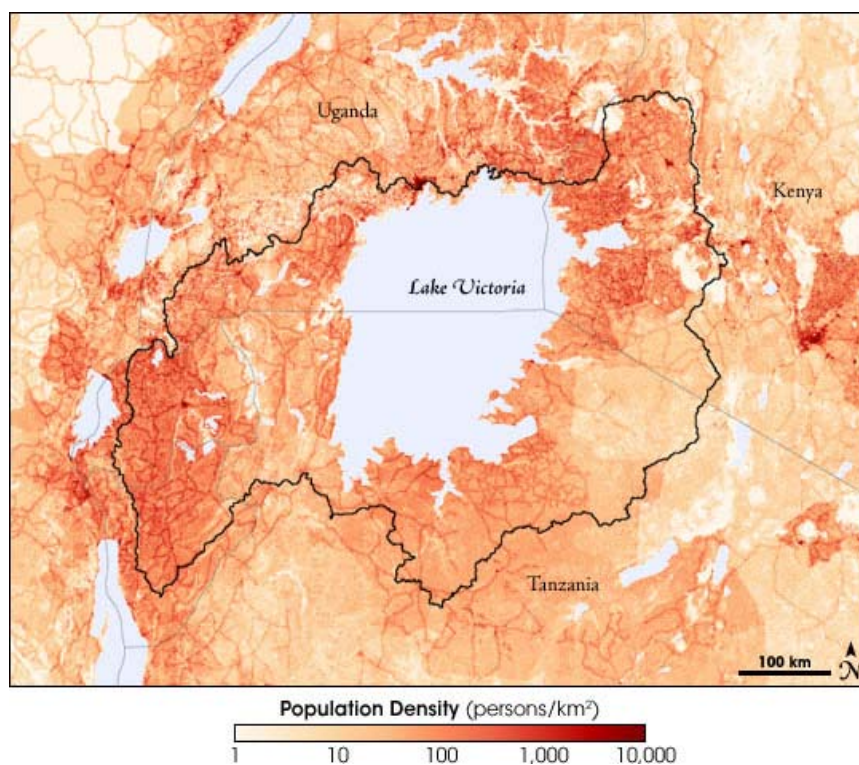 Uganda
Kenya
Lake Victoria
Tanzania
100 km
N
Population Density (persons/km²)
1 10 100 1,000 10,000